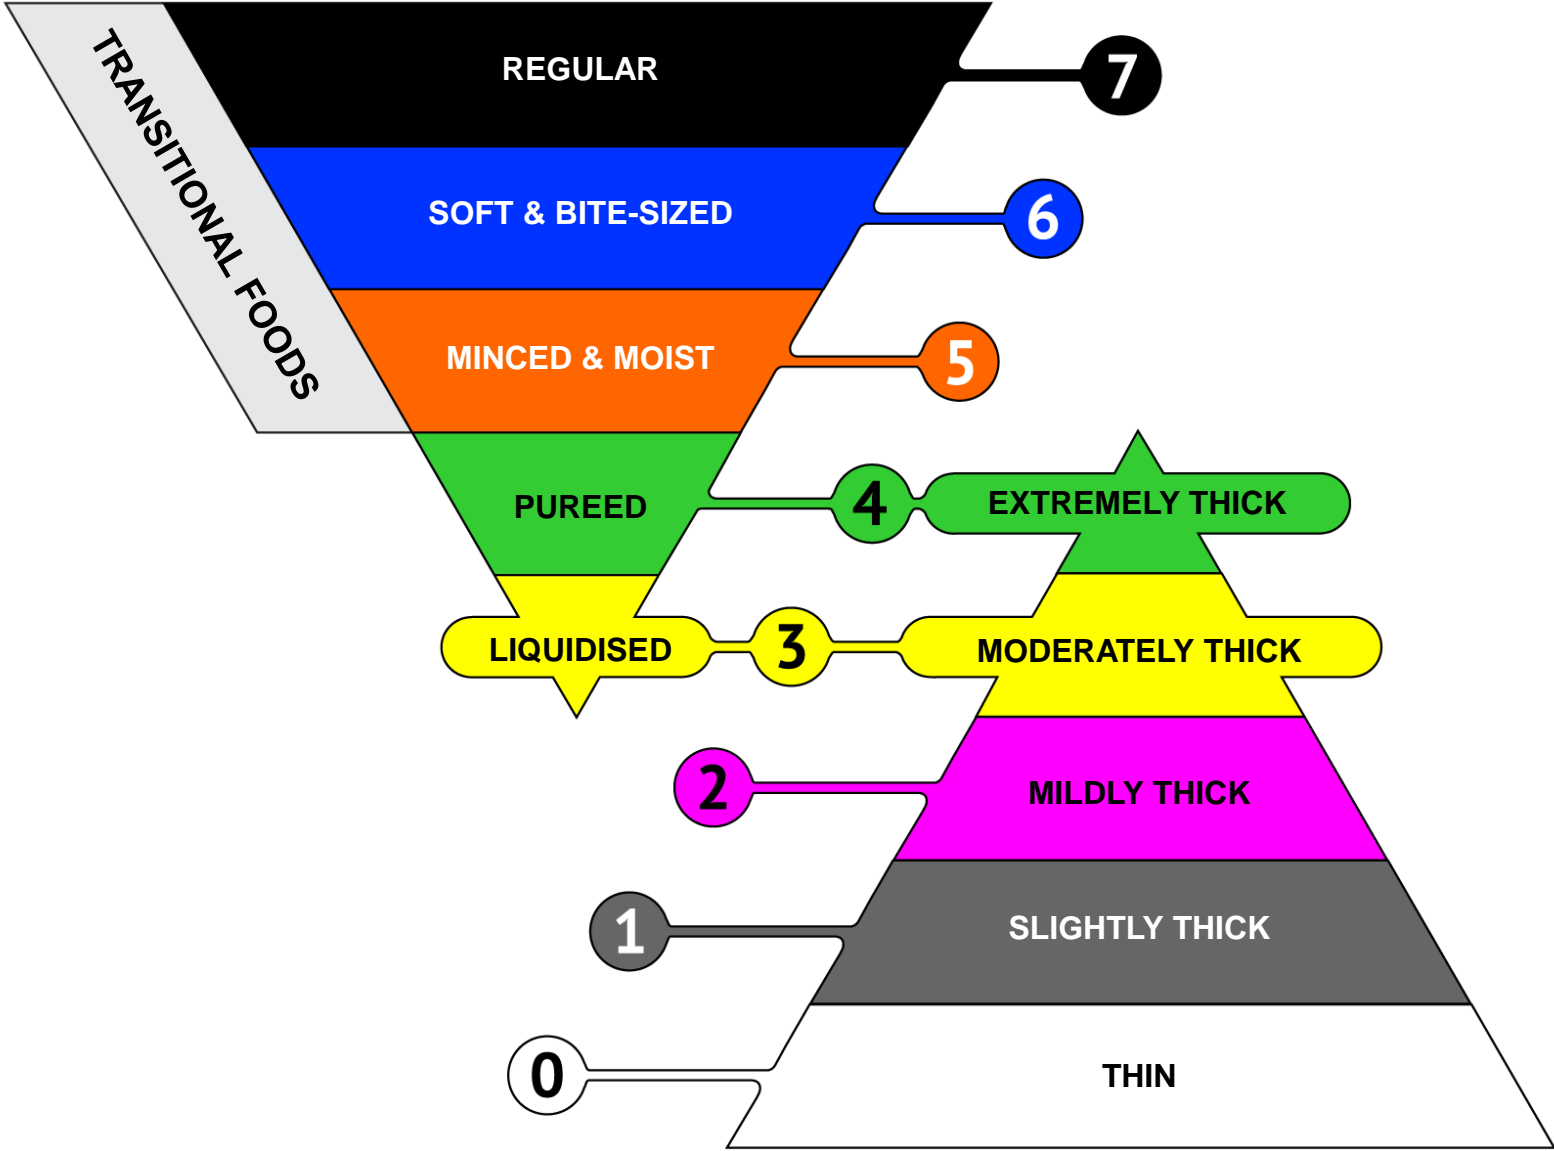 TRANSITIONAL FOODS
REGULAR
7
SOFT & BITE-SIZED
6
MINCED & MOIST
5
PUREED
4
EXTREMELY THICK
LIQUIDISED
3
MODERATELY THICK
2
MILDLY THICK
1
SLIGHTLY THICK
0
THIN